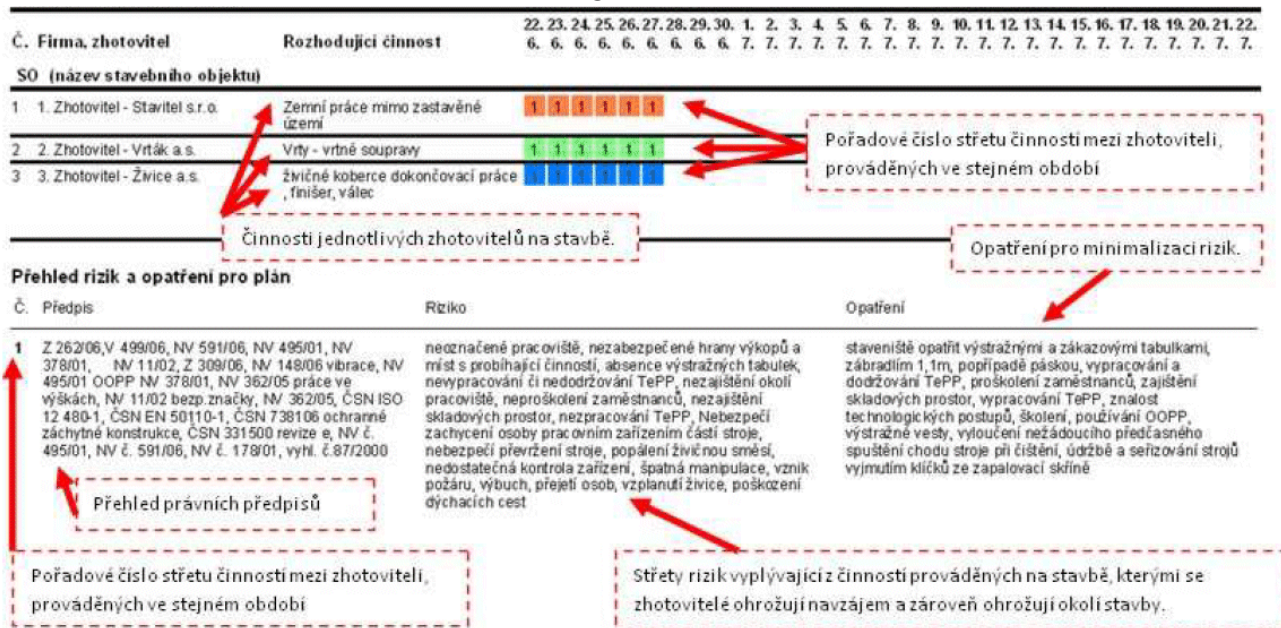 22. 23. 24. 25. 26. 27. 28. 29. 30. 1. 2. 3. 4. 5. 6. 7. 8. 9. 10. 11. 12. 13. 14. 15. 16. 17. 18. 19. 20. 21. 22.
Č. Firma, zhotovitel Rozhodující činnost 6. 6. 6. 6. 6. 6. 6. 6. 6. 7. 7. 7. 7. 7. 7. 7. 7. 7. 7. 7. 7. 7. 7. 7. 7. 7. 7. 7. 7. 7. 7.
SO (název stavebního objektu)
1 1. Zhotovitel - Stavitel s.r.o. Zemní práce mimo zastavěné 1 1 1 1 1 1
území
2 2. Zhotovitel - Vrták a.s. Vrty - vrtné soupravy 1 1 1 1 1 1
3 3. Zhotovitel - Živice a.s. živičné koberce dokončovací práce 1 1 1 1 1 1
, finišer, válec
Pořadové číslo střetu činností mezi zhotoviteli,
prováděných ve stejném období
Činnosti jednotlivých zhotovitelů na stavbě.
Opatření pro minimalizaci rizik.
Přehled rizik a opatření pro plán
Č. Předpis Riziko Opatření
1 Z 262/06,V 499/06, NV 591/06, NV 495/01, NV
378/01, NV 11/02, Z 309/06, NV 148/06 vibrace, NV
495/01 OOPP NV 378/01, NV 362/05 práce ve
výškách, NV 11/02 bezp.značky, NV 362/05, ČSN ISO
12 480-1, ČSN EN 50110-1, ČSN 738106 ochranné
záchytné konstrukce, ČSN 331500 revize e, NV č.
495/01, NV č. 591/06, NV č. 178/01, vyhl. č.87/2000
neoznačené pracoviště, nezabezpečené hrany výkopů a
míst s probíhající činností, absence výstražných tabulek,
nevypracování či nedodržování TePP, nezajištění okolí
pracoviště, neproškolení zaměstnanců, nezajištění
skladových prostor, nezpracování TePP, Nebezpečí
zachycení osoby pracovním zařízením částí stroje,
nebezpečí převržení stroje, popálení živičnou směsí,
nedostatečná kontrola zařízení, špatná manipulace, vznik
požáru, výbuch, přejetí osob, vzplanutí živice, poškození
dýchacích cest
staveniště opatřit výstražnými a zákazovými tabulkami,
zábradlím 1,1m, popřípadě páskou, vypracování a
dodržování TePP, proškolení zaměstnanců, zajištění
skladových prostor, vypracování TePP, znalost
technologických postupů, školení, používání OOPP,
výstražné vesty, vyloučení nežádoucího předčasného
spuštění chodu stroje při čištění, údržbě a seřizování strojů
vyjmutím klíčků ze zapalovací skříně
Přehled právních předpisů
Pořadové číslo střetu činností mezi zhotoviteli,
prováděných ve stejném období
Střety rizik vyplývající z činností prováděných na stavbě, kterými se
zhotovitelé ohrožují navzájem a zároveň ohrožují okolí stavby.